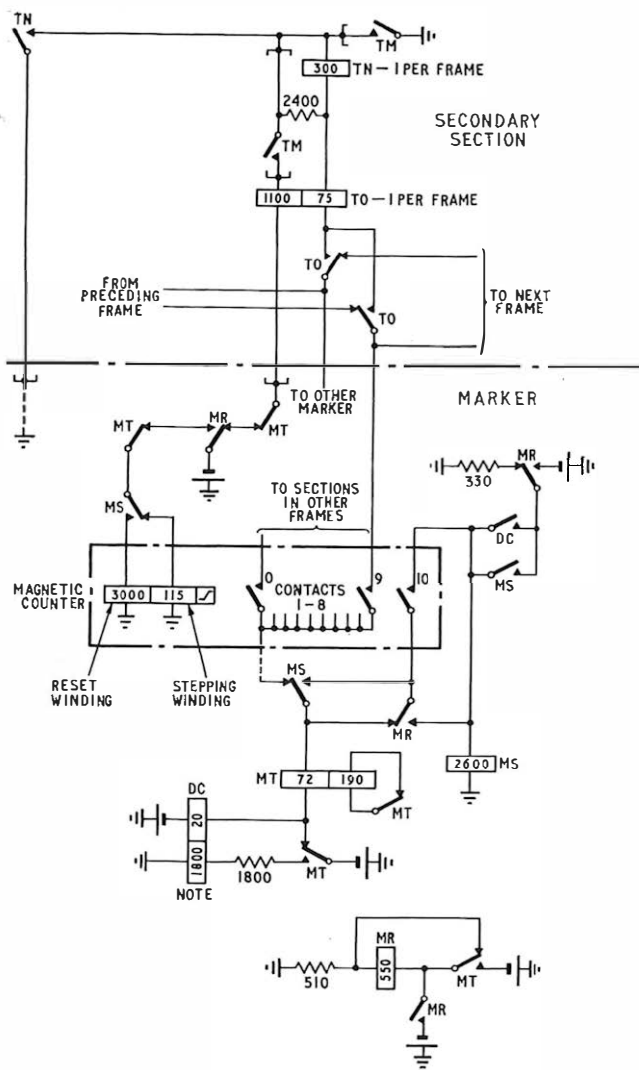 TN
TM
300
TN—1 PER FRAME
2400
SECONDARY
SECTION
TM
1100
75
TO—1 PER FRAME
TO
FROM
PRECEDING
FRAME
TO NEXT
FRAME
TO
TO OTHER
MARKER
MARKER
MT
MR
MT
MR
330
TO SECTIONS
IN OTHER
FRAMES
MS
DC
MS
MAGNETIC
COUNTER
3000
115
0
CONTACTS
1-8
9
10
RESET
WINDING
STEPPING
WINDING
MS
MR
2600
MS
MT
72
190
MT
DC
20
1800
1800
MT
NOTE
MR
510
550
MT
MR